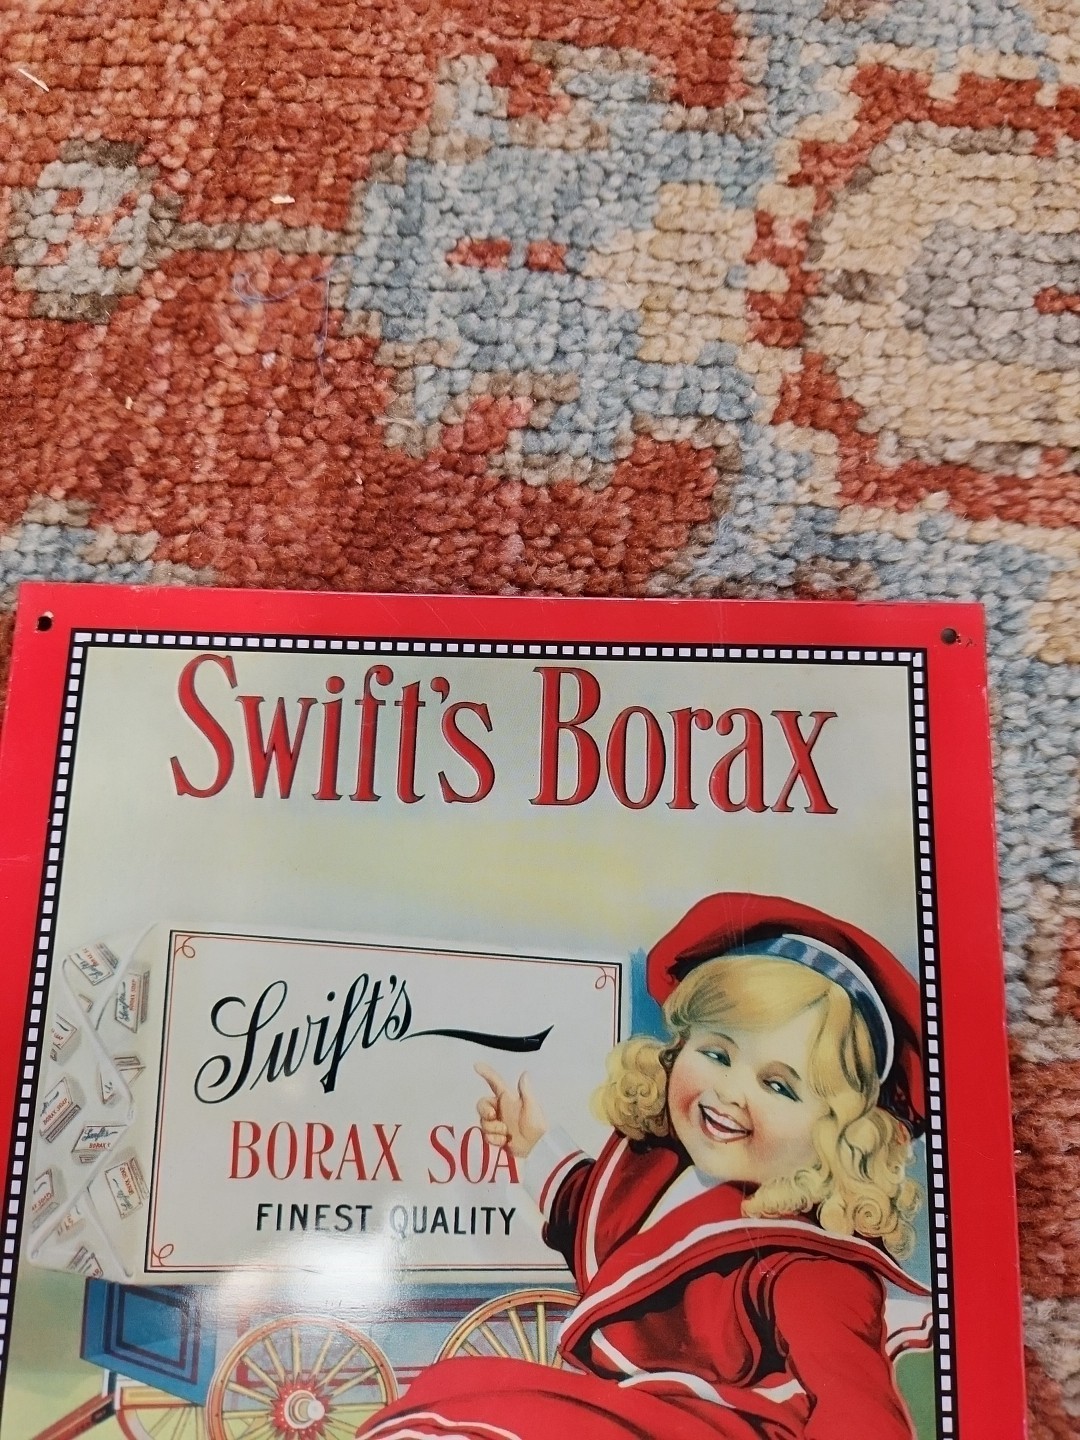 Swift's Borax
Swift's
BORAX SOA
FINEST QUALITY